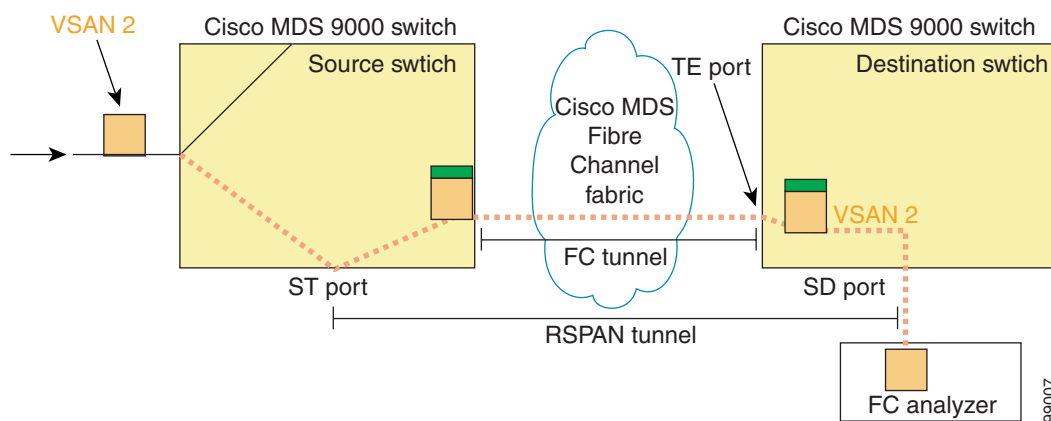 VSAN 2
Cisco MDS 9000 switch
Source swtich
Cisco MDS 9000 switch
Destination swtich
TE port
Cisco MDS
Fibre
Channel
fabric
VSAN 2
FC tunnel
ST port
SD port
RSPAN tunnel
FC analyzer
99007